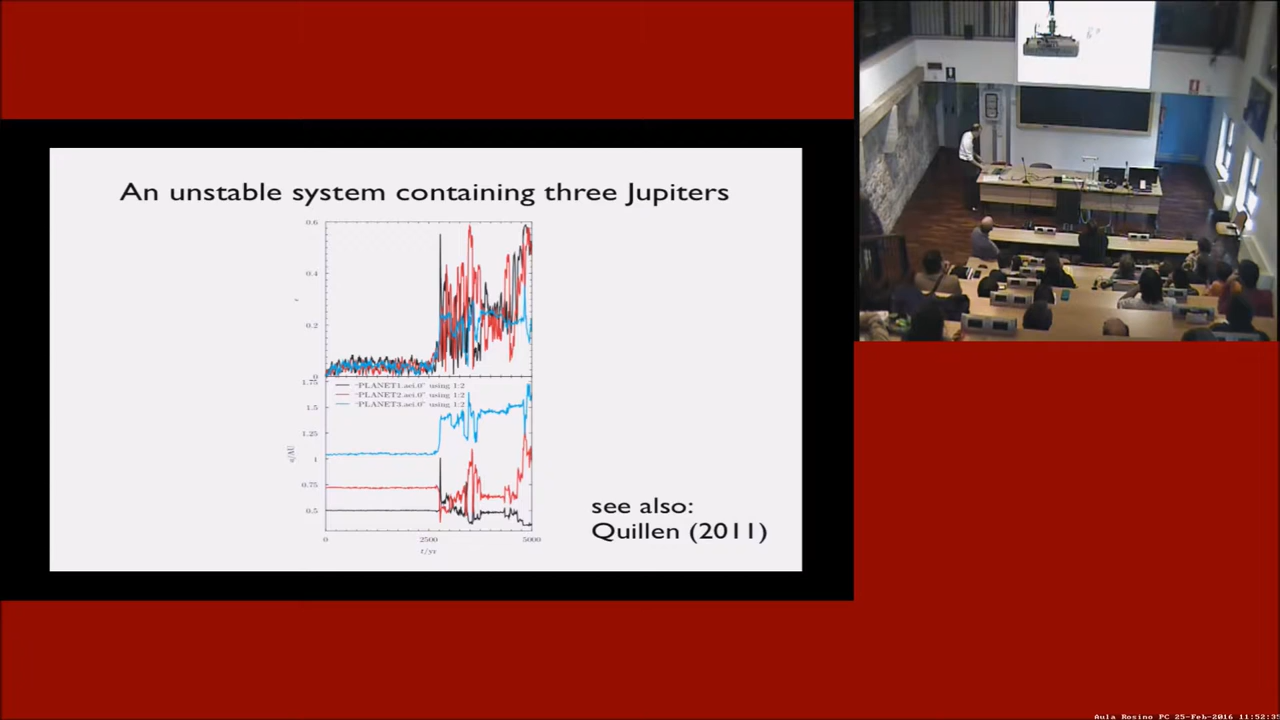 An unstable system containing three Jupiters
0.6
0.4
e
0.2
0
1.75
"PLANET1.aei.0" using 1:2
"PLANET2.aei.0" using 1:2
"PLANET3.aei.0" using 1:2
1.5
1.25
a/AU
1
0.75
0.5
0
2500
5000
t/yr
see also:
Quillen (2011)
Aula Rosino PC 25-Feb-2016 11:52:3